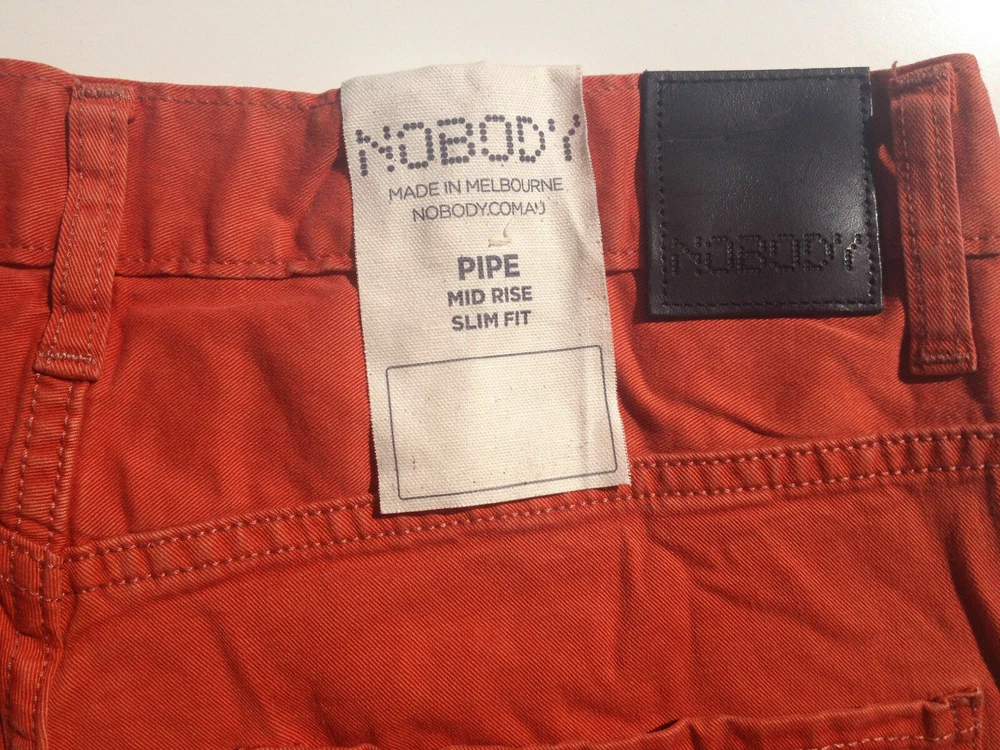 NOBODY
MADE IN MELBOURNE
NOBODY.COM.AU
PIPE
MID RISE
SLIM FIT
NOBODY